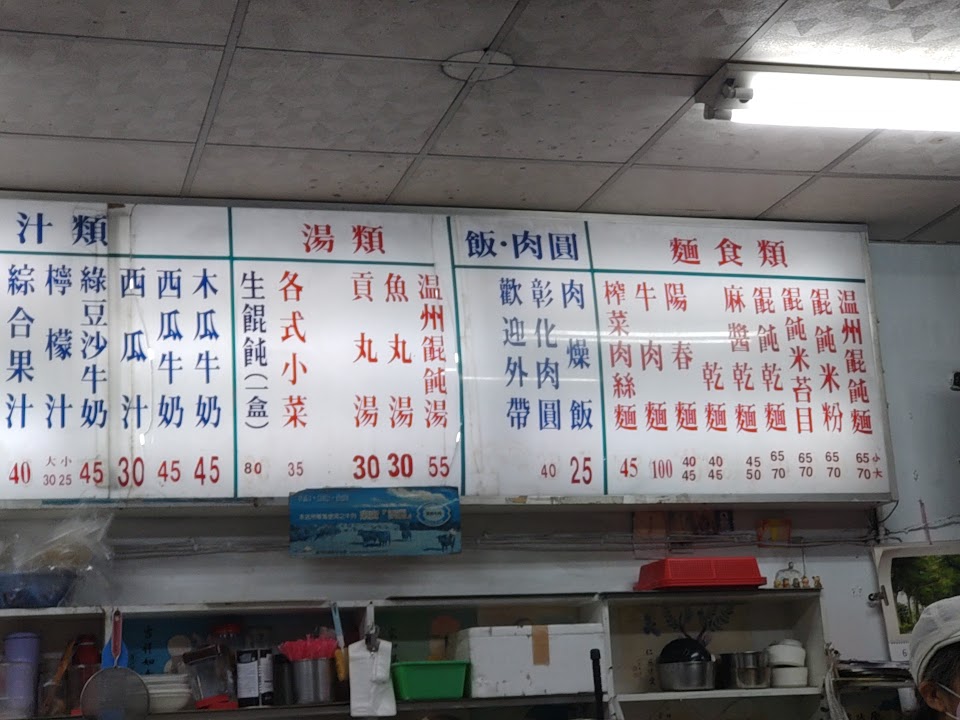 麵食類
温州餛飩麵 65小 70大
餛飩米粉 65 70
餛飩米苔目 65 70
餛飩乾麵 65 70
麻醬乾麵 45 50
乾麵 40 45
陽春麵 40 45
牛肉麵 100
榨菜肉絲麵 45
飯·肉圓
肉燥飯 25
彰化肉圓 40
歡迎外帶
湯類
温州餛飩湯 55
魚丸湯 30
貢丸湯 30
各式小菜 35
生餛飩(一盒) 80
汁類
木瓜牛奶 45
西瓜牛奶 45
西瓜汁 30
綠豆沙牛奶 45
檸檬汁 大30 小25
綜合果汁 40
吉祥如